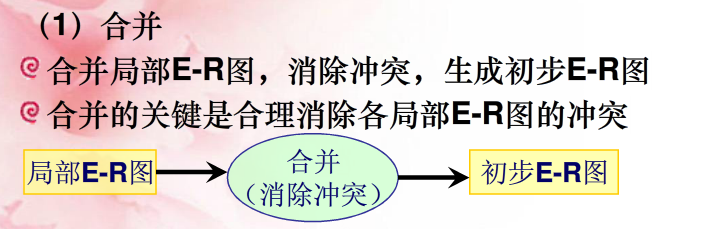 （1）合并
合并局部E-R图，消除冲突，生成初步E-R图
合并的关键是合理消除各局部E-R图的冲突
局部E-R图
合并
（消除冲突）
初步E-R图